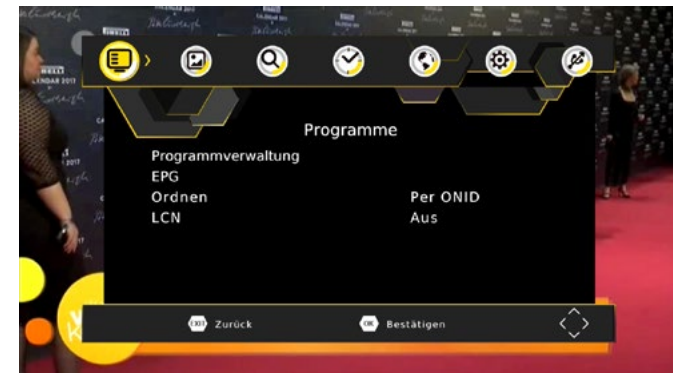 Programme
Programmverwaltung
EPG
Ordnen Per ONID
LCN Aus
EXIT Zurück OK Bestätigen